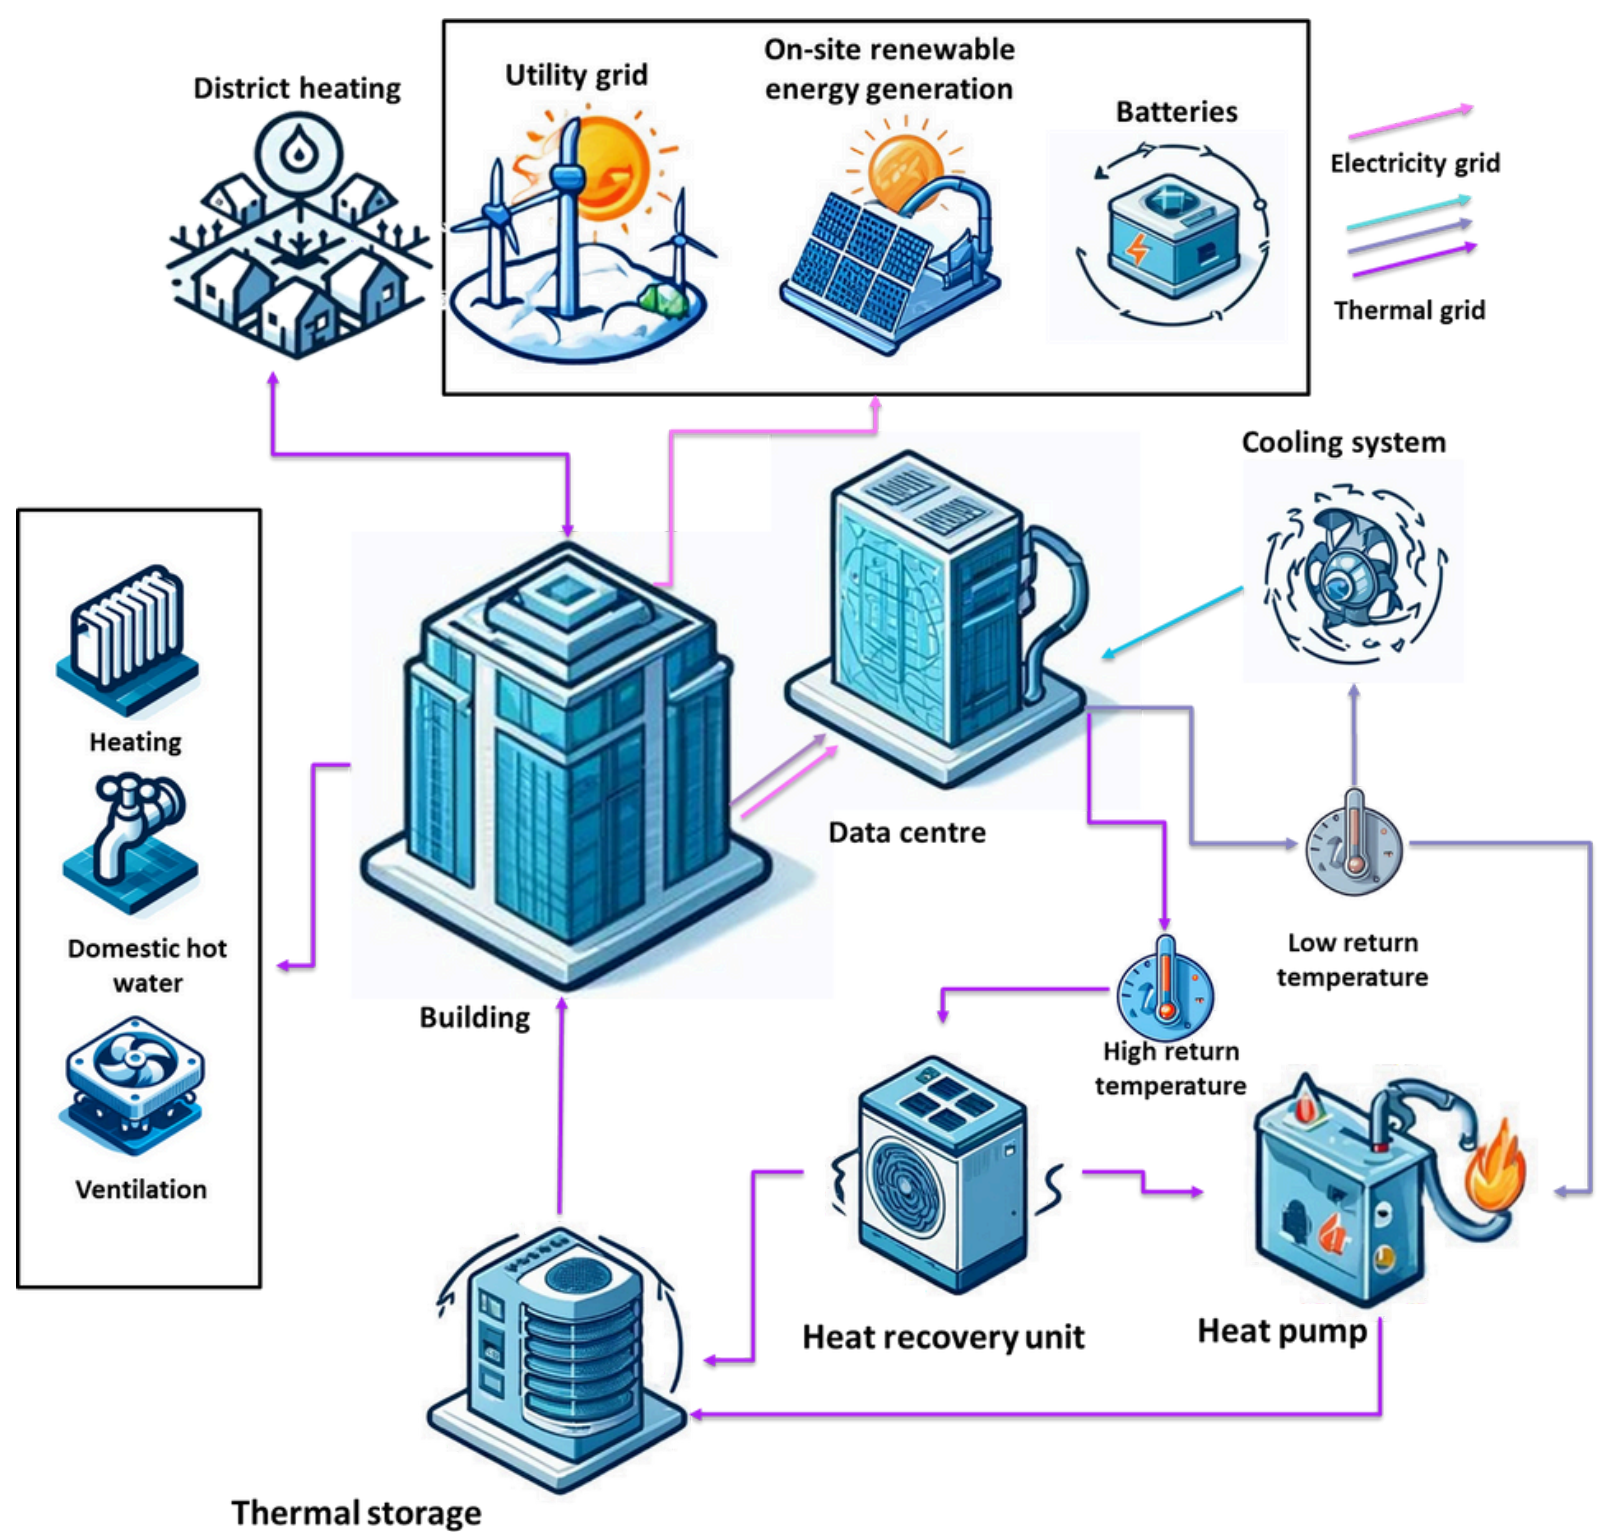 District heating
Utility grid
On-site renewable
energy generation
Batteries
Electricity grid
Thermal grid
Cooling system
Heating
Domestic hot
water
Ventilation
Building
Data centre
Low return
temperature
High return
temperature
Heat recovery unit
Heat pump
Thermal storage